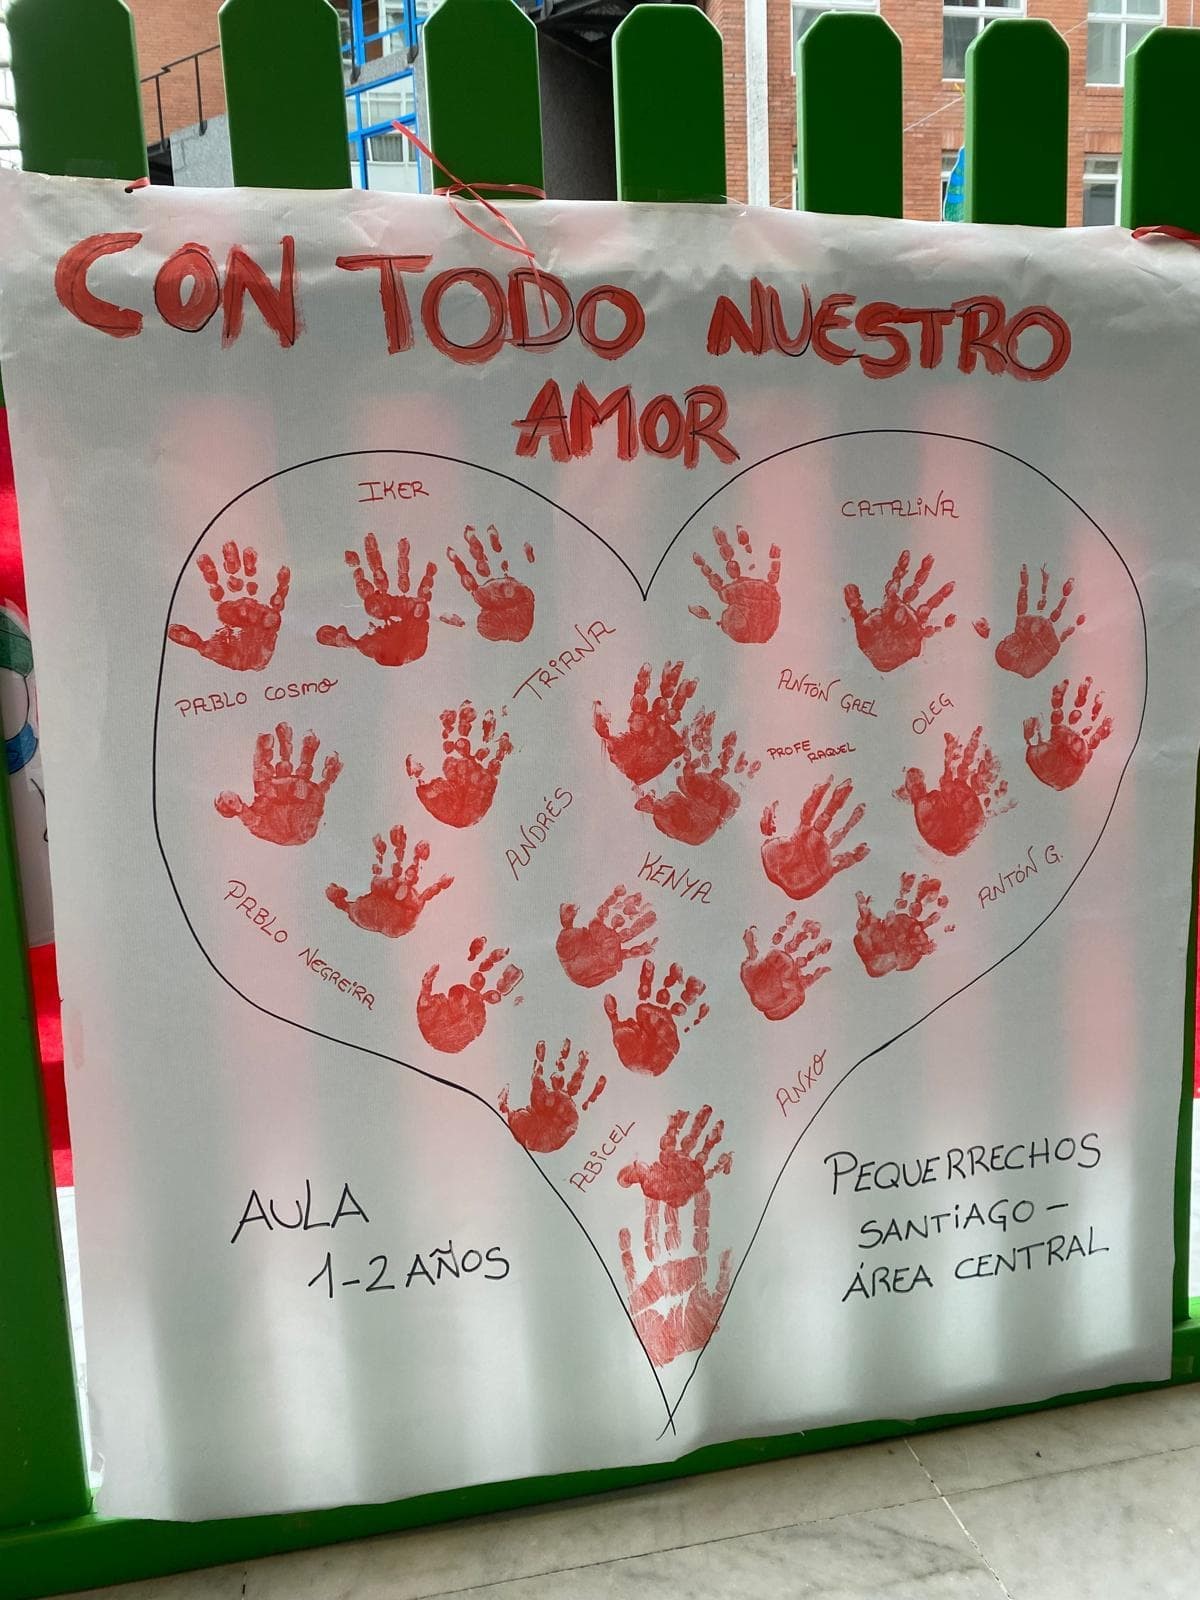 CON TODO NUESTRO
AMOR
IKER
CATALINA
TRIANA
PABLO COSMO
ANTÓN GAEL
OLEG
PROFE RAQUEL
ANDRÉS
KENYA
ANTÓN G.
PABLO NEGREIRA
ANXO
ABICEL
AULA
1-2 AÑOS
PEQUERRECHOS
SANTIAGO -
ÁREA CENTRAL